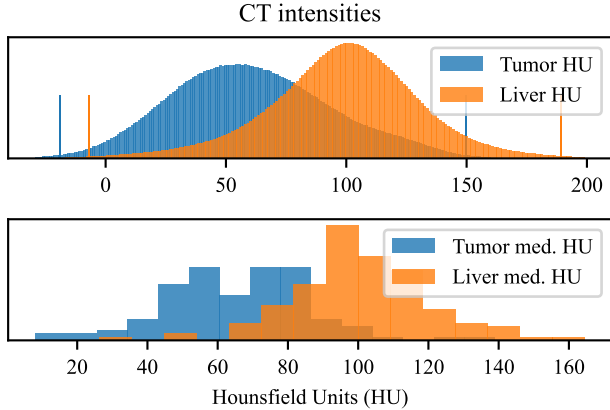 CT intensities
Tumor HU
Liver HU
0 50 100 150 200
Tumor med. HU
Liver med. HU
20 40 60 80 100 120 140 160
Hounsfield Units (HU)